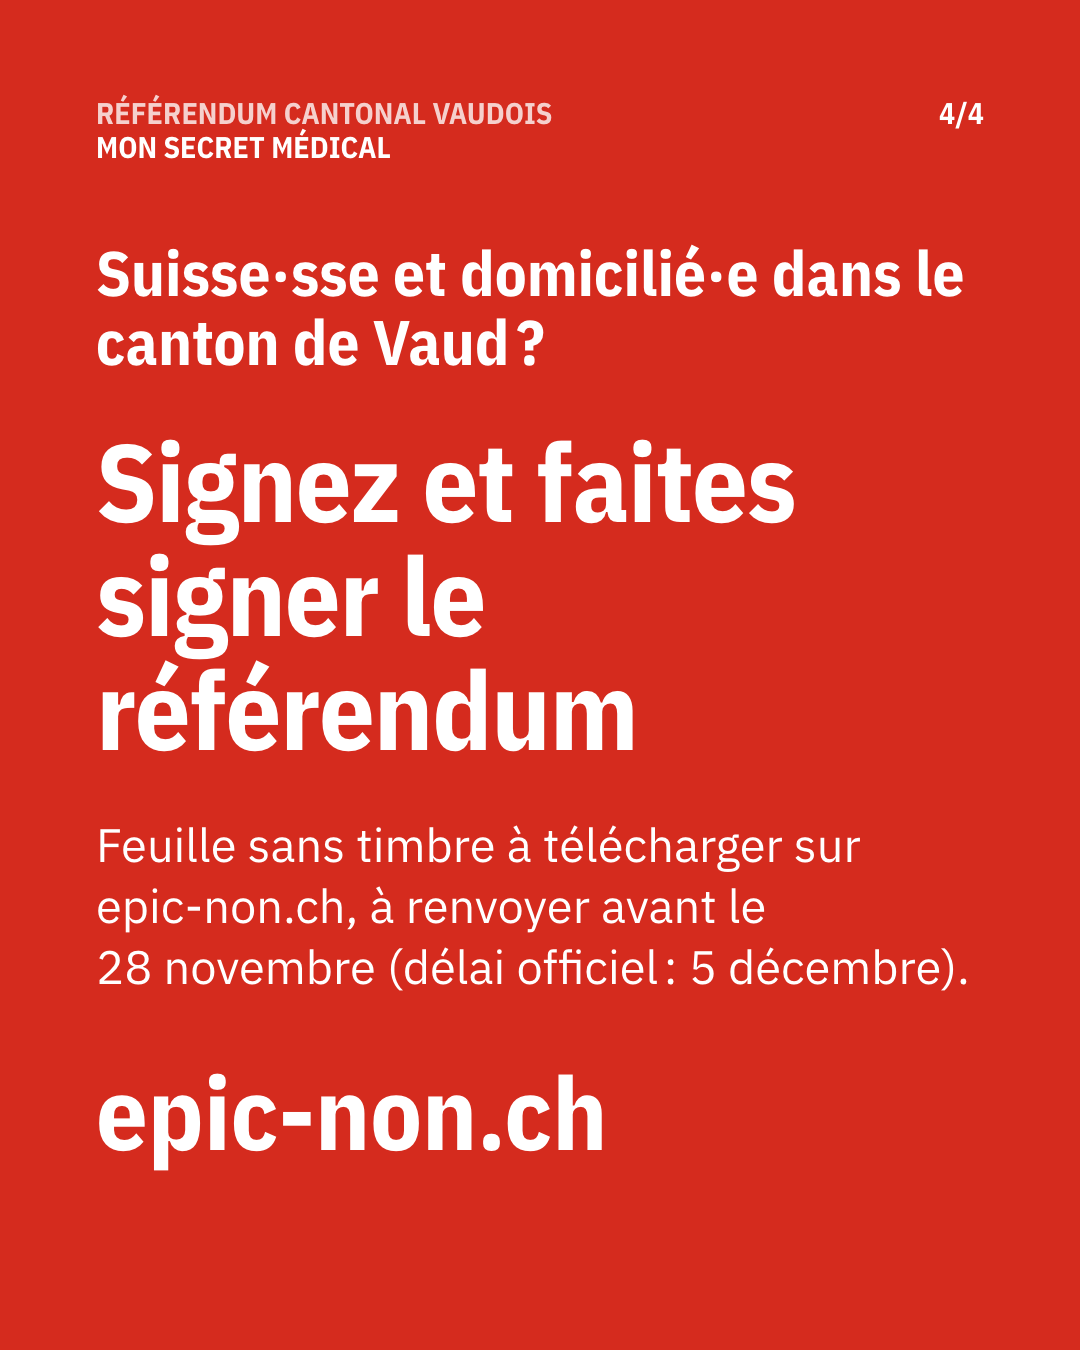 RÉFÉRENDUM CANTONAL VAUDOIS
4/4
MON SECRET MÉDICAL
Suisse·sse et domicilié·e dans le
canton de Vaud ?
Signez et faites
signer le
référendum
Feuille sans timbre à télécharger sur
epic-non.ch, à renvoyer avant le
28 novembre (délai officiel : 5 décembre).
epic-non.ch